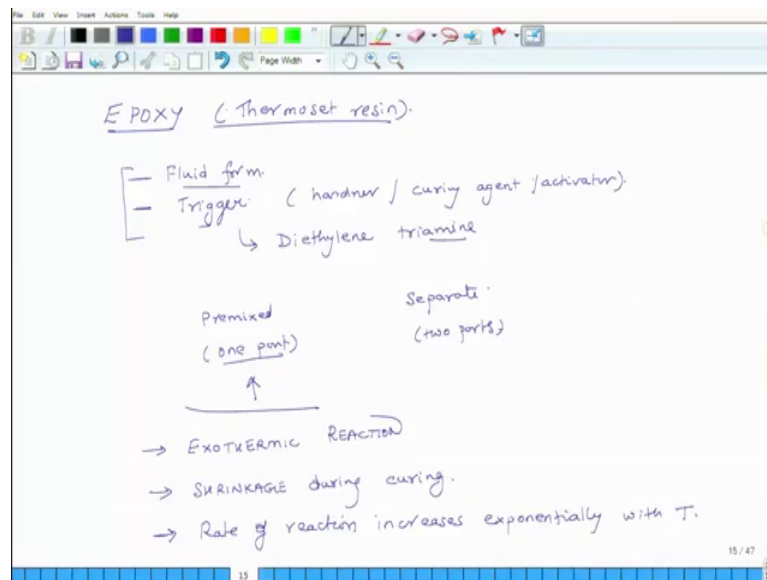 File Edit View Insert Actions Tools Help
B I
Page Width
EPOXY (Thermoset resin).
Fluid form.
Trigger. (hardner / curing agent /activator).
Diethylene triamine
Premixed
(one part)
Separate.
(two parts)
→ EXOTHERMIC REACTION
→ SHRINKAGE during curing.
→ Rate of reaction increases exponentially with T.
15 / 47
15